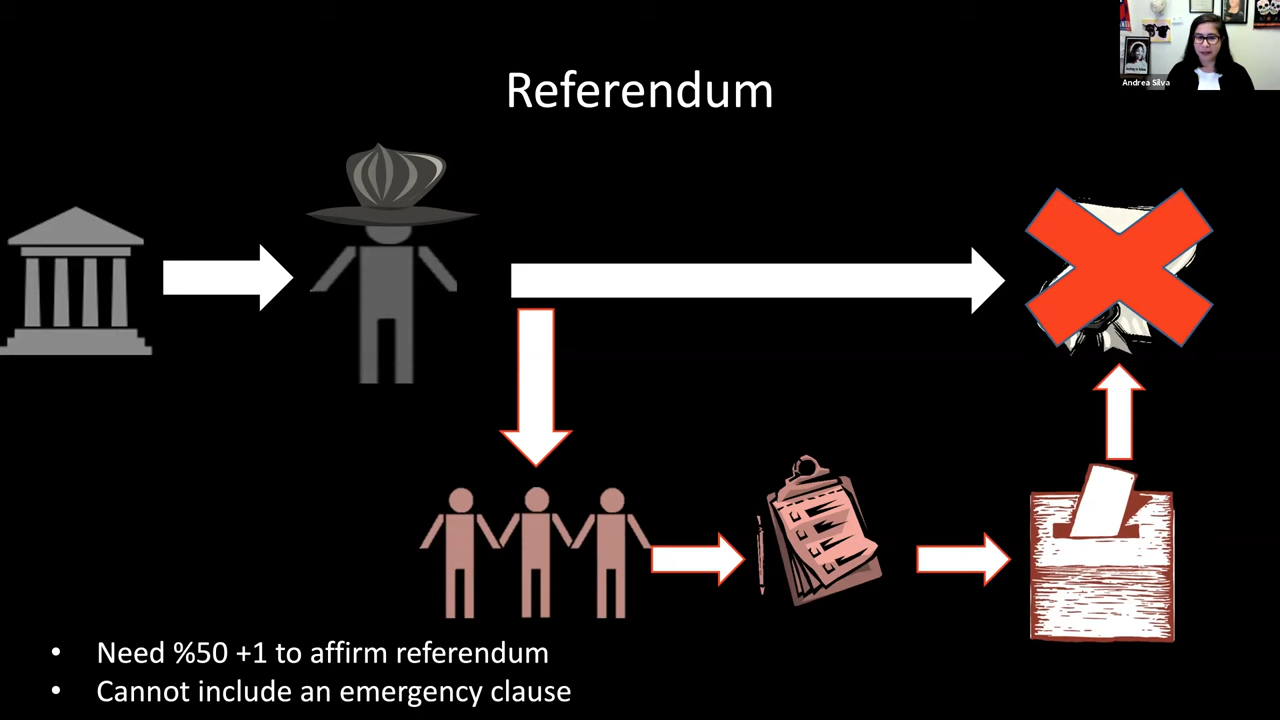 Referendum
Andrea Silva
• Need %50 +1 to affirm referendum
• Cannot include an emergency clause